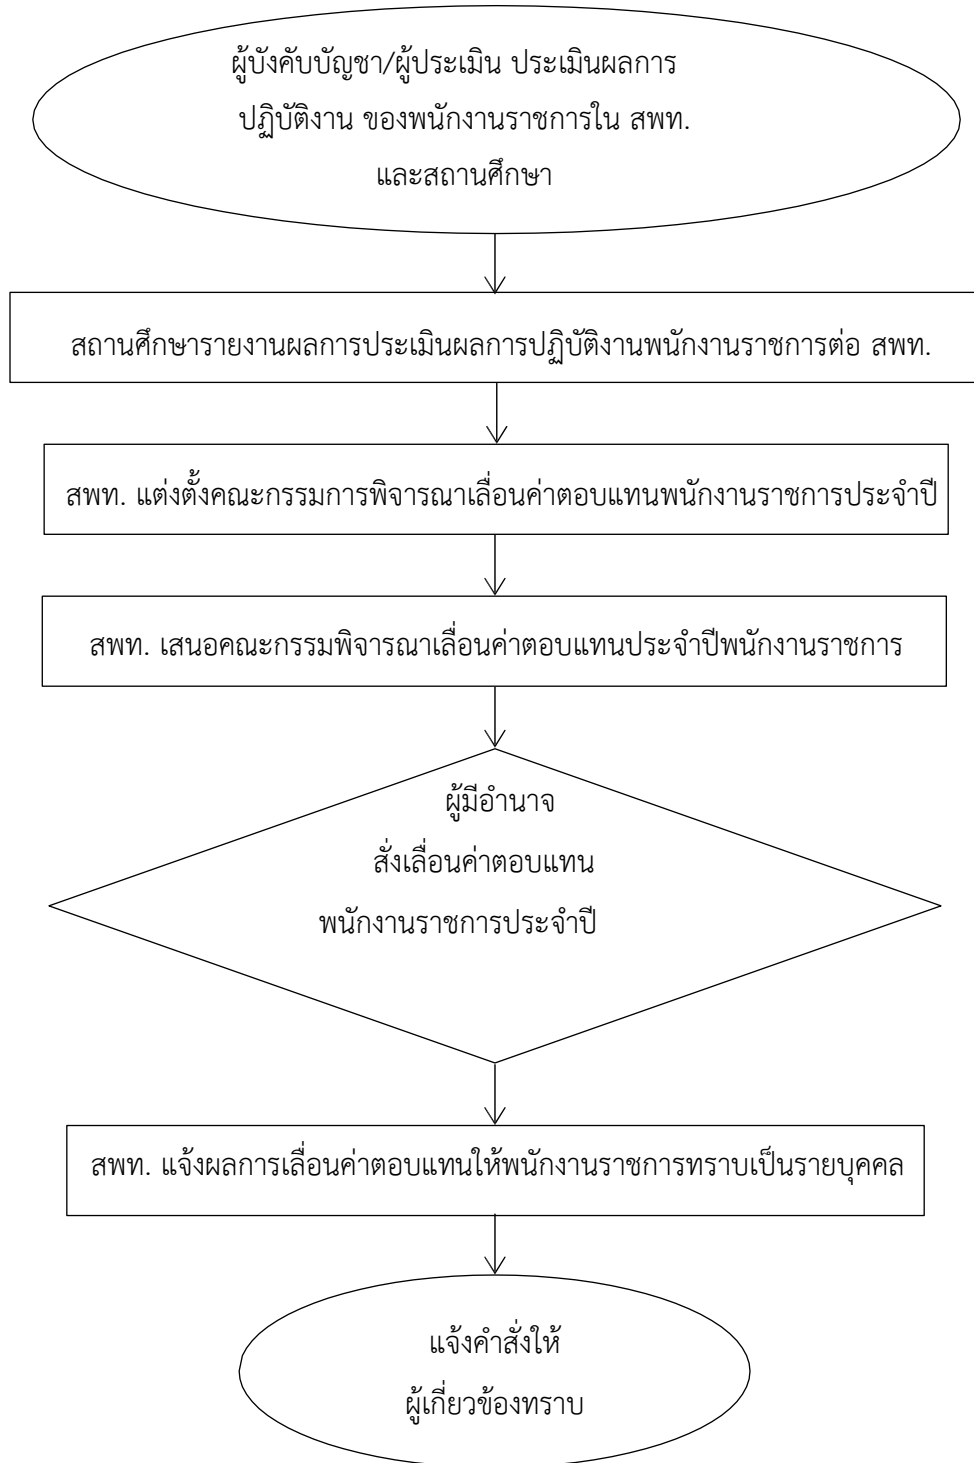 ผู้บังคับบัญชา/ผู้ประเมิน ประเมินผลการ
ปฏิบัติงาน ของพนักงานราชการใน สพท.
และสถานศึกษา
สถานศึกษารายงานผลการประเมินผลการปฏิบัติงานพนักงานราชการต่อ สพท.
สพท. แต่งตั้งคณะกรรมการพิจารณาเลื่อนค่าตอบแทนพนักงานราชการประจำปี
สพท. เสนอคณะกรรมพิจารณาเลื่อนค่าตอบแทนประจำปีพนักงานราชการ
ผู้มีอำนาจ
สั่งเลื่อนค่าตอบแทน
พนักงานราชการประจำปี
สพท. แจ้งผลการเลื่อนค่าตอบแทนให้พนักงานราชการทราบเป็นรายบุคคล
แจ้งคำสั่งให้
ผู้เกี่ยวข้องทราบ